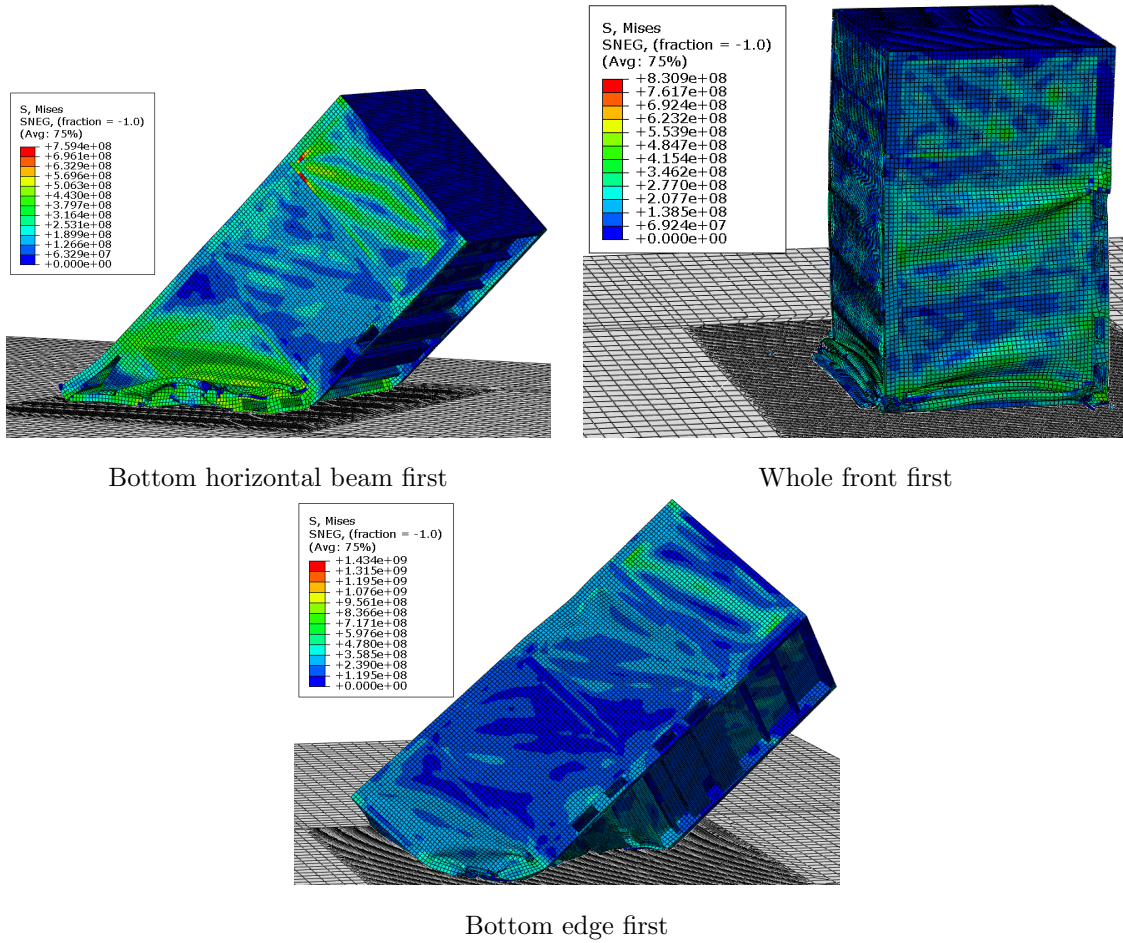 S, Mises
SNEG, (fraction = -1.0)
(Avg: 75%)
+7.594e+08
+6.961e+08
+6.329e+08
+5.696e+08
+5.063e+08
+4.430e+08
+3.797e+08
+3.164e+08
+2.531e+08
+1.899e+08
+1.266e+08
+6.329e+07
+0.000e+00
S, Mises
SNEG, (fraction = -1.0)
(Avg: 75%)
+8.309e+08
+7.617e+08
+6.924e+08
+6.232e+08
+5.539e+08
+4.847e+08
+4.154e+08
+3.462e+08
+2.770e+08
+2.077e+08
+1.385e+08
+6.924e+07
+0.000e+00
Bottom horizontal beam first
Whole front first
S, Mises
SNEG, (fraction = -1.0)
(Avg: 75%)
+1.434e+09
+1.315e+09
+1.195e+09
+1.076e+09
+9.561e+08
+8.366e+08
+7.171e+08
+5.976e+08
+4.780e+08
+3.585e+08
+2.390e+08
+1.195e+08
+0.000e+00
Bottom edge first